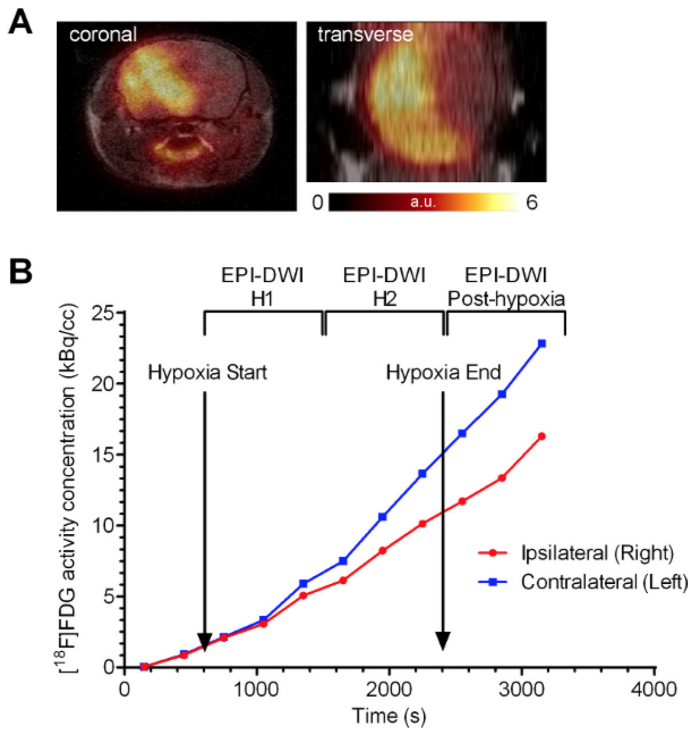 A
coronal
transverse
0
a.u.
6
B
EPI-DWI
H1
EPI-DWI
H2
EPI-DWI
Post-hypoxia
Hypoxia Start
Hypoxia End
[18F]FDG activity concentration (kBq/cc)
25
20
15
10
5
0
Ipsilateral (Right)
Contralateral (Left)
0
1000
2000
3000
4000
Time (s)